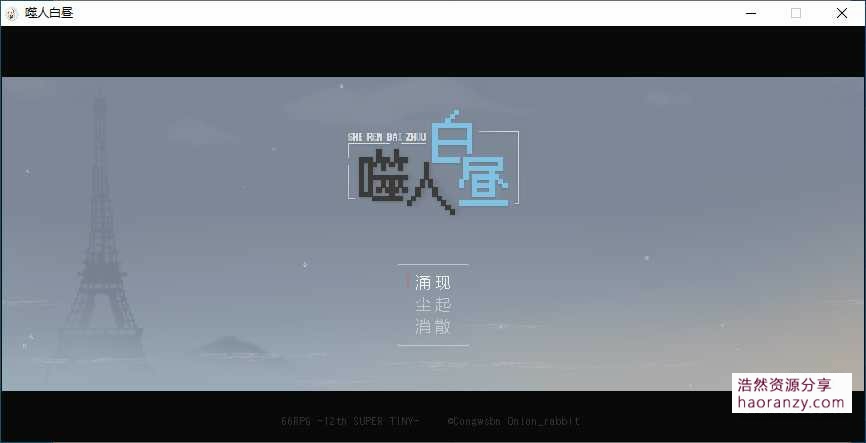 噬人白昼
SHI REN BAI ZHOU
白
噬人
昼
涌现
尘起
消散
浩然资源分享
haoranzy.com
66RPG -12th SUPER TINY- ©Congwsbn Onion_rabbit